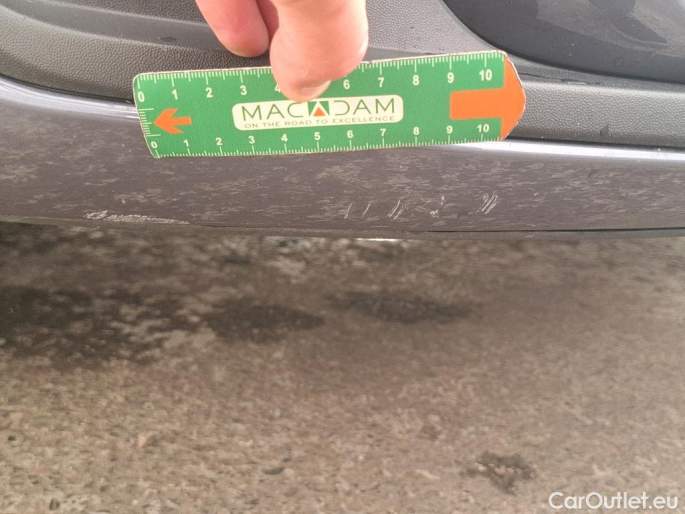 0 1 2 3 4 6 7 8 9 10
MACADAM
ON THE ROAD TO EXCELLENCE
0 1 2 3 4 5 6 7 8 9 10
CarOutlet.eu